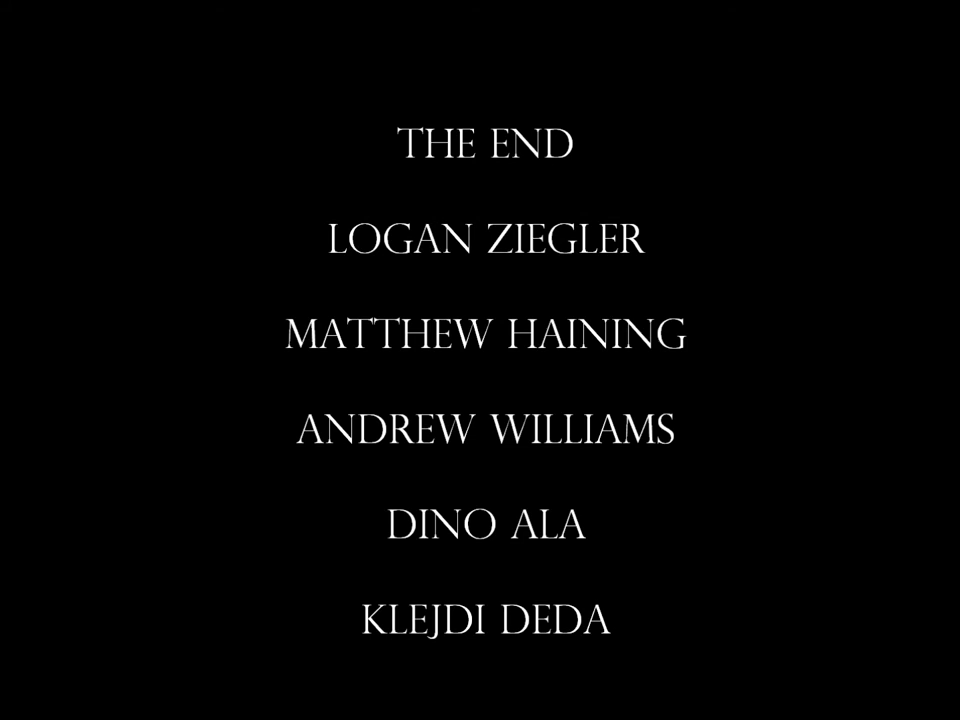 THE END
LOGAN ZIEGLER
MATTHEW HAINING
ANDREW WILLIAMS
DINO ALA
KLEJDI DEDA